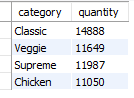 category quantity
Classic 14888
Veggie 11649
Supreme 11987
Chicken 11050